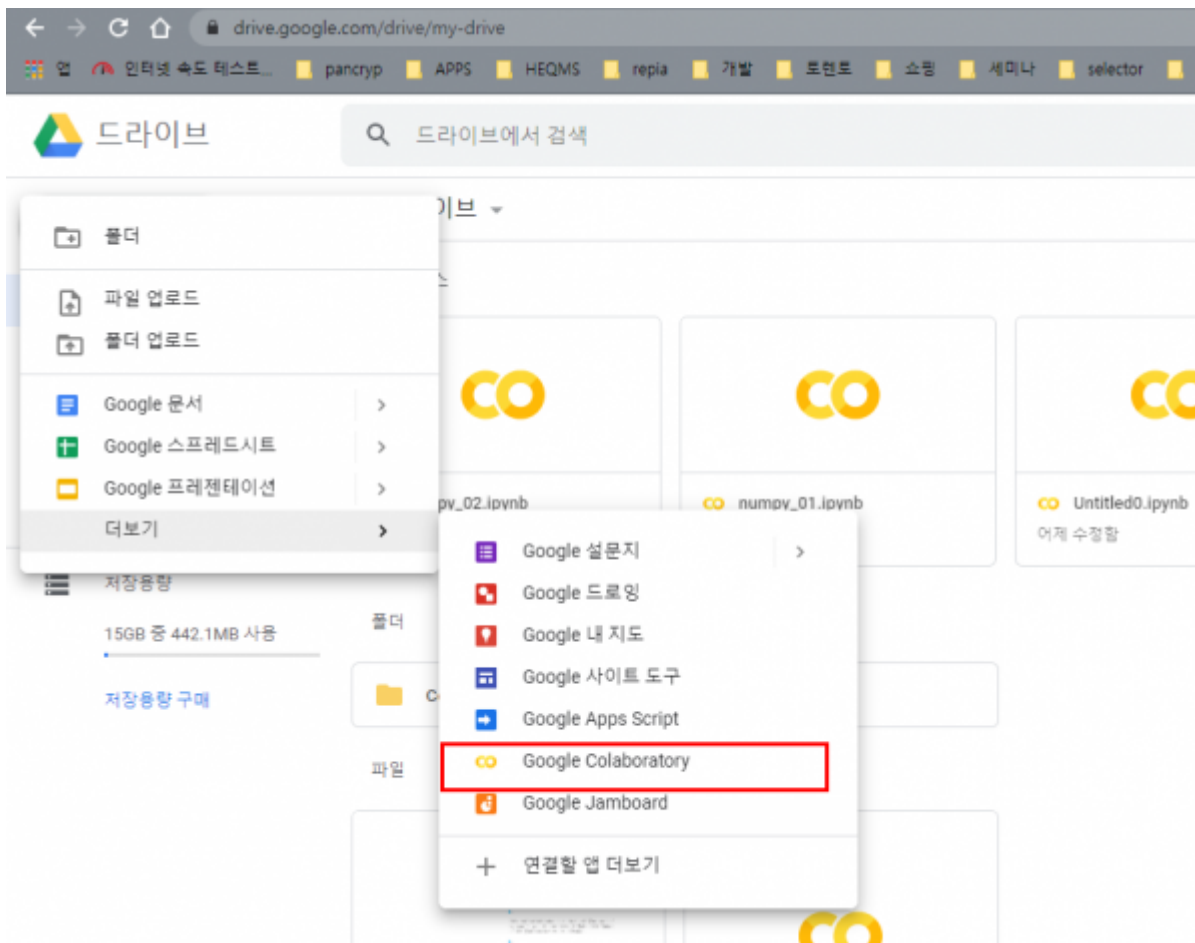 drive.google.com/drive/my-drive
앱 인터넷 속도 테스트... pancryp APPS HEQMS repia 개발 토렌토 쇼핑 세미나 selector
드라이브 드라이브에서 검색
이브
폴더
파일 업로드
폴더 업로드
Google 문서
Google 스프레드시트
Google 프레젠테이션
더보기
py_02.ipynb numpy_01.ipynb Untitled0.ipynb
어제 수정함
Google 설문지
Google 드로잉
Google 내 지도
Google 사이트 도구
Google Apps Script
Google Colaboratory
Google Jamboard
연결할 앱 더보기
저장용량
15GB 중 442.1MB 사용
저장용량 구매
폴더
C
파일